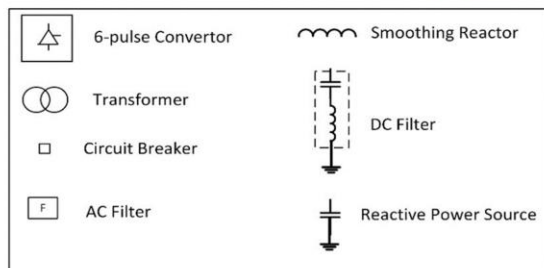 6-pulse Convertor
Smoothing Reactor
Transformer
DC Filter
Circuit Breaker
F
AC Filter
Reactive Power Source